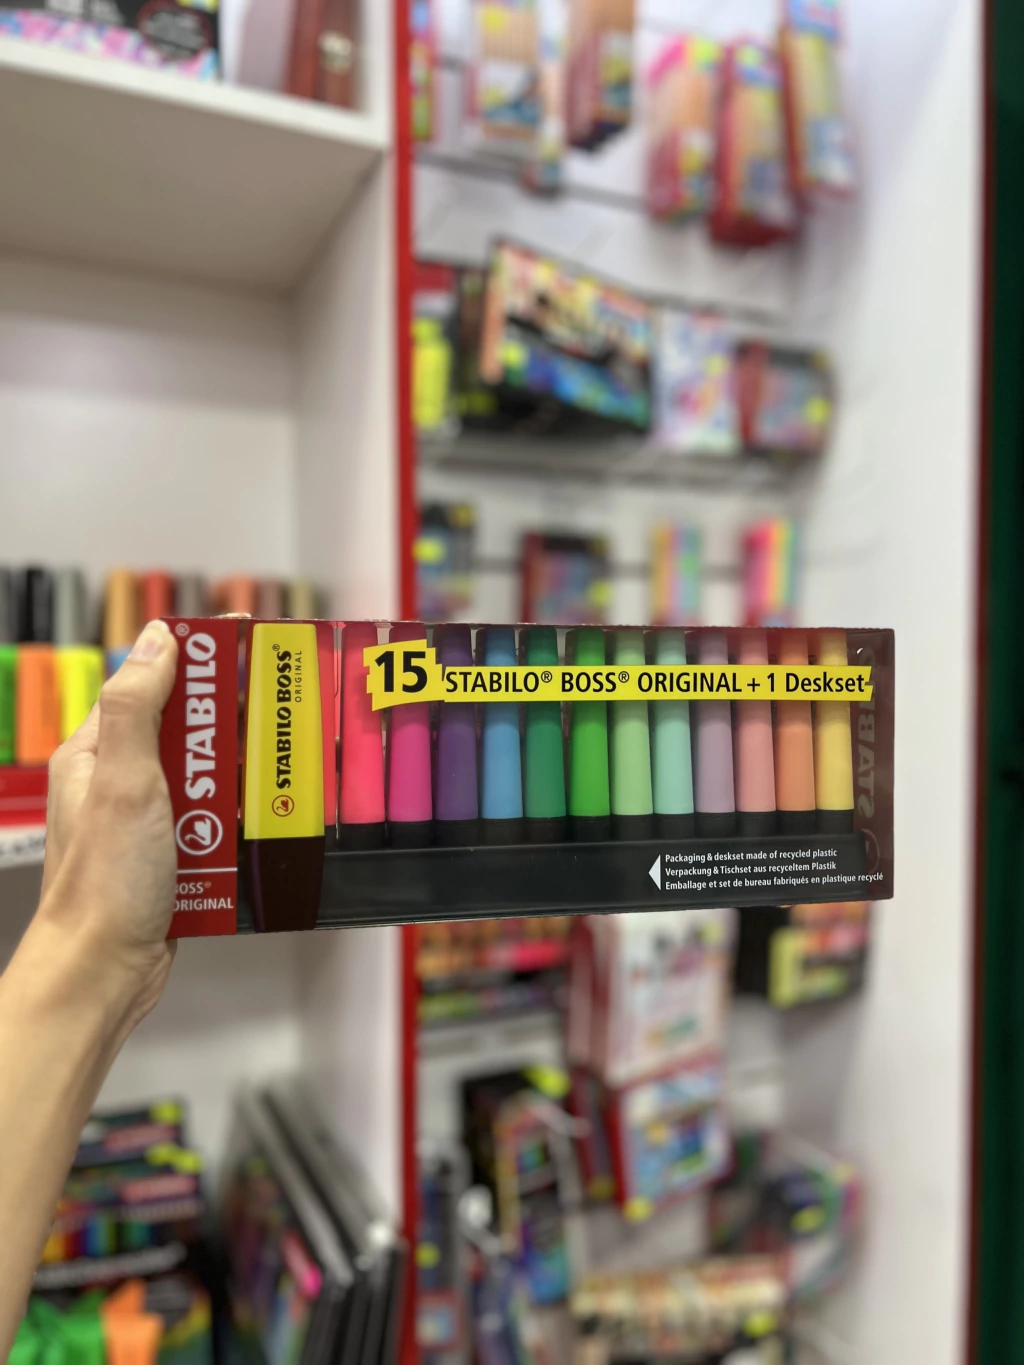 STABILO®
BOSS®
ORIGINAL
STABILO BOSS®
ORIGINAL
15 STABILO® BOSS® ORIGINAL + 1 Deskset
STABILO
Packaging & deskset made of recycled plastic
Verpackung & Tischset aus recyceltem Plastik
Emballage et set de bureau fabriqués en plastique recyclé